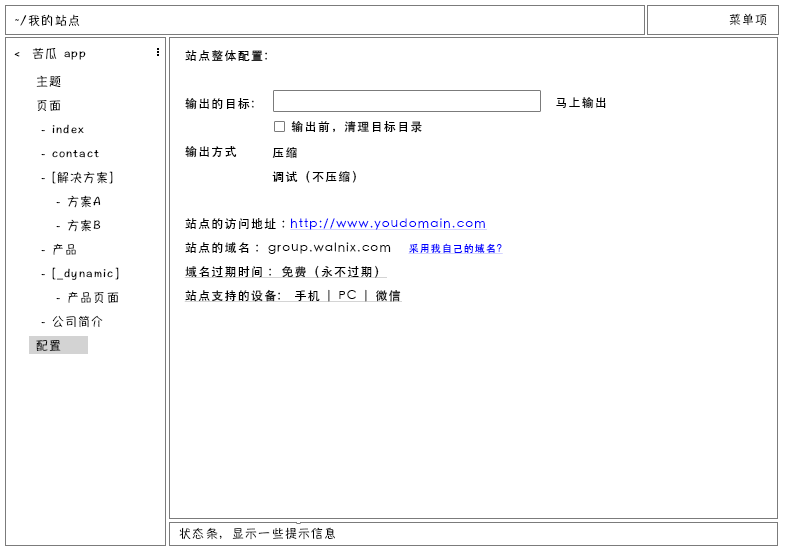 ~/我的站点
菜单项
< 苦瓜 app
主题
页面
- index
- contact
- [解决方案]
- 方案A
- 方案B
- 产品
- [_dynamic]
- 产品页面
- 公司简介
配置
站点整体配置:
输出的目标:
马上输出
输出前，清理目标目录
输出方式 压缩
调试（不压缩）
站点的访问地址：http://www.youdomain.com
站点的域名： group.walnix.com 采用我自己的域名?
域名过期时间： 免费（永不过期）
站点支持的设备: 手机 | PC | 微信
状态条，显示一些提示信息